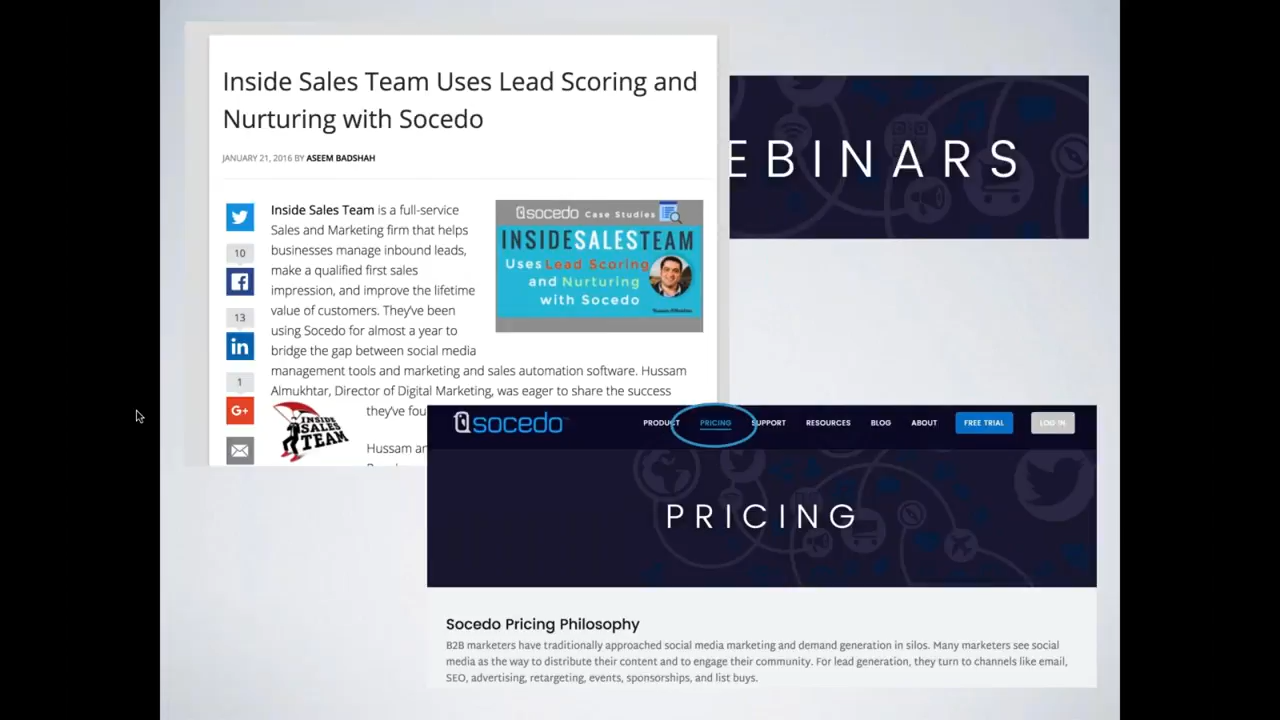 Inside Sales Team Uses Lead Scoring and
Nurturing with Socedo
JANUARY 21, 2016 BY ASEEM BADSHAH
Inside Sales Team is a full-service
Sales and Marketing firm that helps
businesses manage inbound leads,
make a qualified first sales
impression, and improve the lifetime
value of customers. They've been
using Socedo for almost a year to
bridge the gap between social media
management tools and marketing and sales automation software. Hussam
Almukhtar, Director of Digital Marketing, was eager to share the success
they've fou
Hussam an
10
13
in
1
G+
socedo Case Studies
INSIDESALESTEAM
Uses Lead Scoring
and Nurturing
with Socedo
INSIDE
SALES
TEAM
EBINARS
socedo
PRODUCT PRICING SUPPORT RESOURCES BLOG ABOUT FREE TRIAL LOG IN
PRICING
Socedo Pricing Philosophy
B2B marketers have traditionally approached social media marketing and demand generation in silos. Many marketers see social
media as the way to distribute their content and to engage their community. For lead generation, they turn to channels like email,
SEO, advertising, retargeting, events, sponsorships, and list buys.